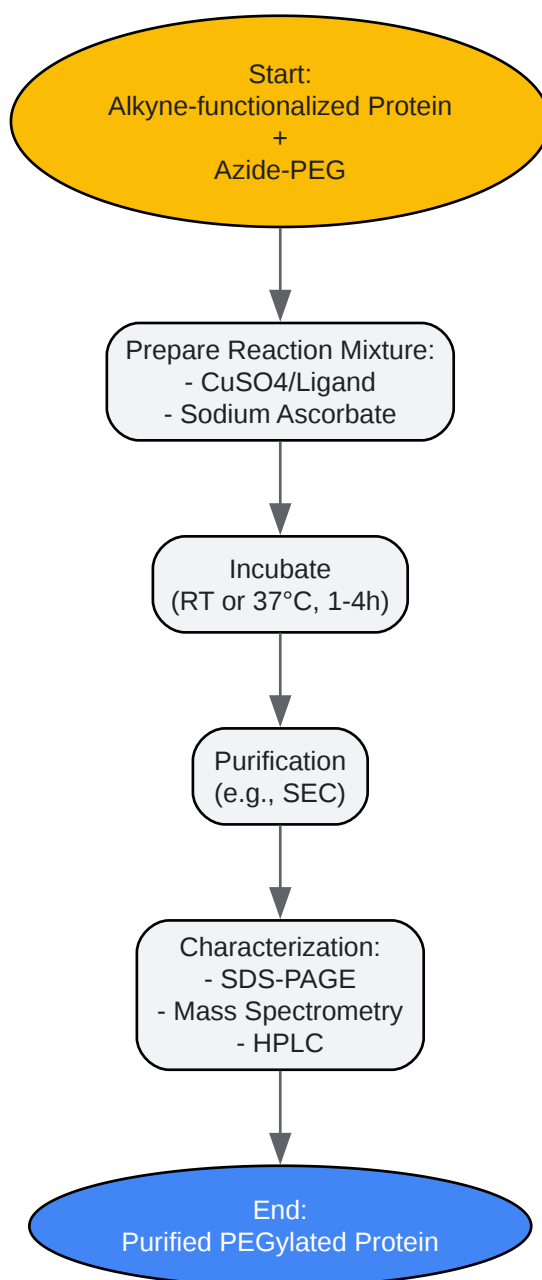 Start:
Alkyne-functionalized Protein
+
Azide-PEG
Prepare Reaction Mixture:
- CuSO4/Ligand
- Sodium Ascorbate
Incubate
(RT or 37°C, 1-4h)
Purification
(e.g., SEC)
Characterization:
- SDS-PAGE
- Mass Spectrometry
- HPLC
End:
Purified PEGylated Protein